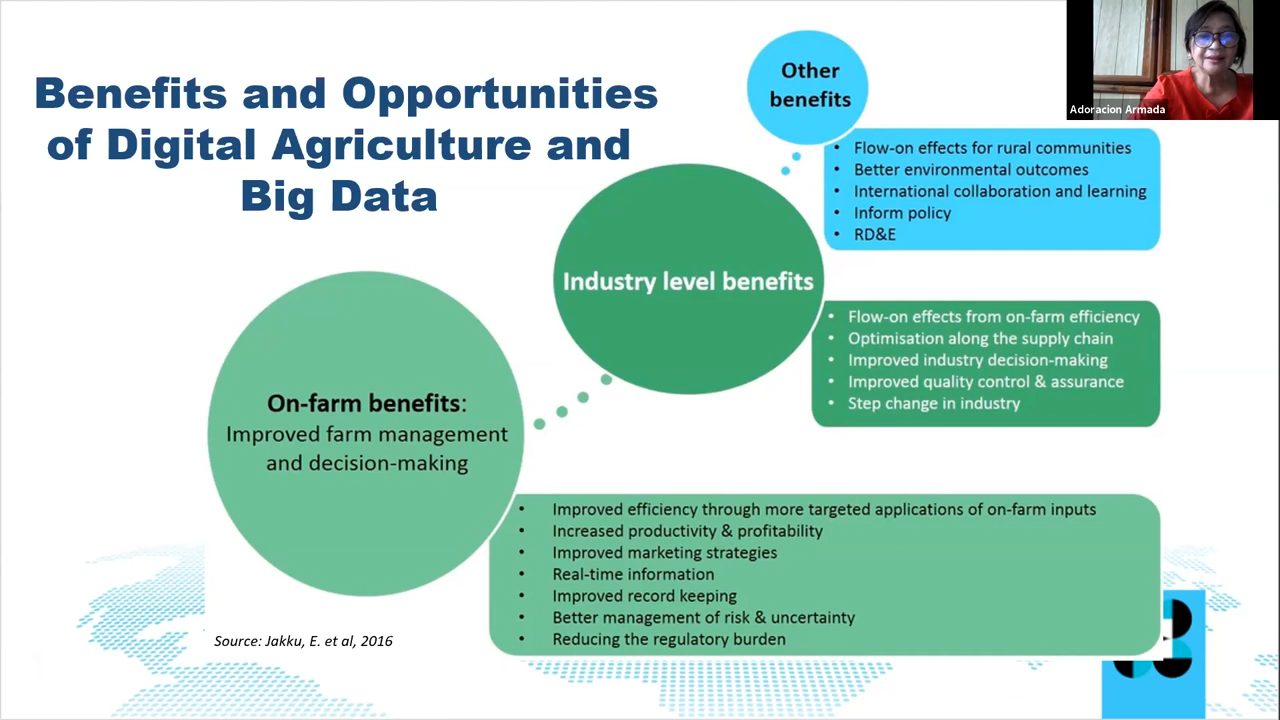 Benefits and Opportunities
of Digital Agriculture and
Big Data
Adoracion Armada
Other
benefits
• Flow-on effects for rural communities
• Better environmental outcomes
• International collaboration and learning
• Inform policy
• RD&E
Industry level benefits
• Flow-on effects from on-farm efficiency
• Optimisation along the supply chain
• Improved industry decision-making
• Improved quality control & assurance
• Step change in industry
On-farm benefits:
Improved farm management
and decision-making
• Improved efficiency through more targeted applications of on-farm inputs
• Increased productivity & profitability
• Improved marketing strategies
• Real-time information
• Improved record keeping
• Better management of risk & uncertainty
• Reducing the regulatory burden
Source: Jakku, E. et al, 2016